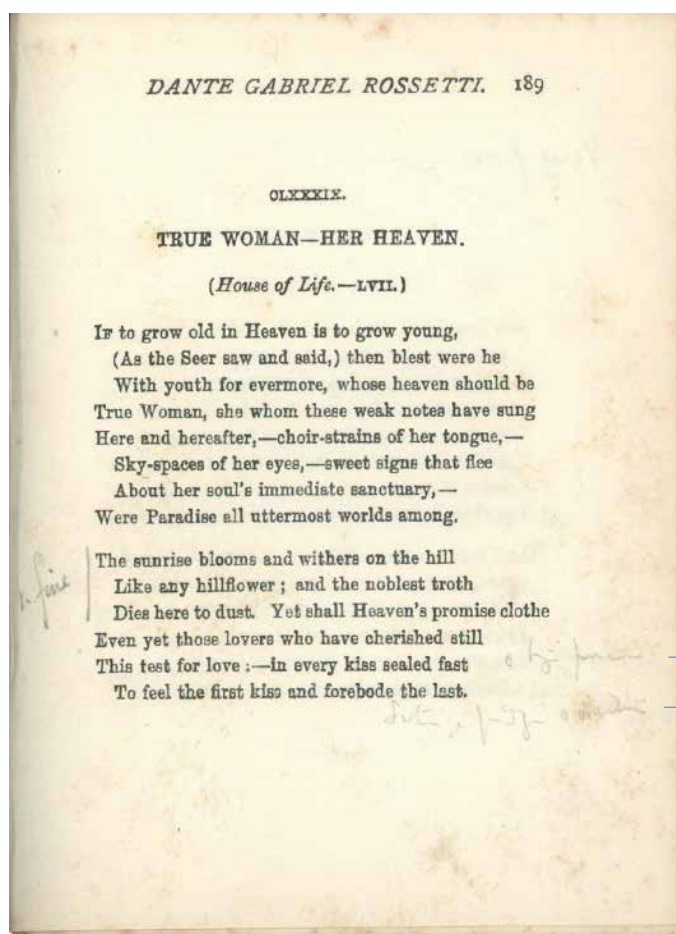 DANTE GABRIEL ROSSETTI. 189
CLXXXIX.
TRUE WOMAN—HER HEAVEN.
(House of Life.—LVII.)
IF to grow old in Heaven is to grow young,
(As the Seer saw and said,) then blest were he
With youth for evermore, whose heaven should be
True Woman, she whom these weak notes have sung
Here and hereafter,—choir-strains of her tongue,—
Sky-spaces of her eyes,—sweet signs that flee
About her soul's immediate sanctuary,—
Were Paradise all uttermost worlds among.
The sunrise blooms and withers on the hill
Like any hillflower; and the noblest troth
Dies here to dust. Yet shall Heaven's promise clothe
Even yet those lovers who have cherished still
This test for love:—in every kiss sealed fast
To feel the first kiss and forebode the last.
fine